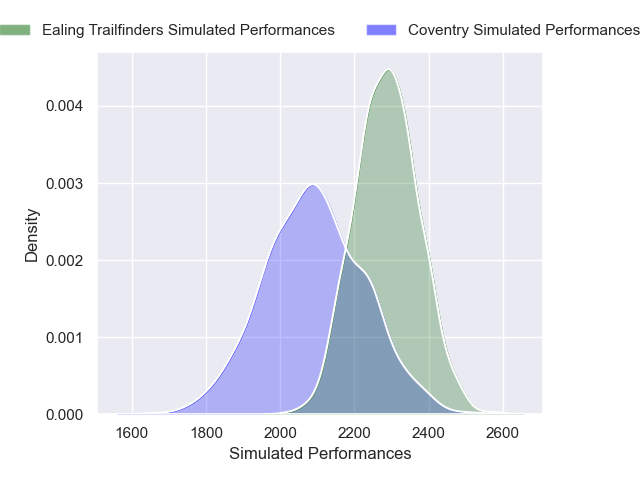 Ealing Trailfinders Simulated Performances
Coventry Simulated Performances
0.004
0.003
0.002
0.001
0.000
Density
1600 1800 2000 2200 2400 2600
Simulated Performances